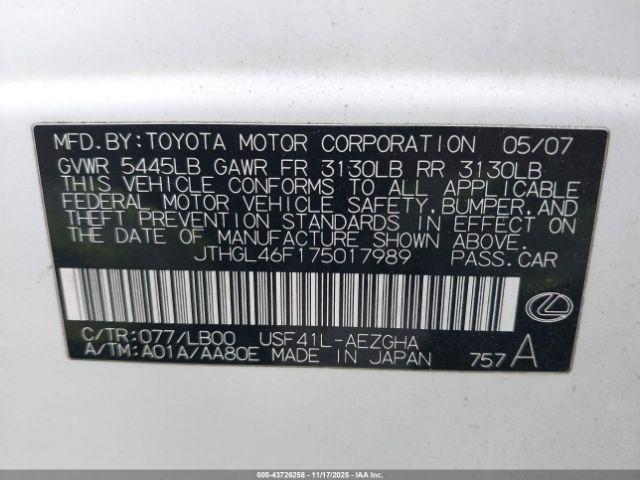 MFD.BY:TOYOTA MOTOR CORPORATION 05/07
GVWR 5445LB GAWR FR 3130LB RR 3130LB
THIS VEHICLE CONFORMS TO ALL APPLICABLE
FEDERAL MOTOR VEHICLE SAFETY,BUMPER,AND
THEFT PREVENTION STANDARDS IN EFFECT ON
THE DATE OF MANUFACTURE SHOWN ABOVE.
JTHGL46F175017989 PASS.CAR
C/TR:077/LB00 USF41L-AEZGHA
A/TM:A01A/AA80E MADE IN JAPAN 757 A
000-43726258 - 11/17/2025 - IAAI.COM